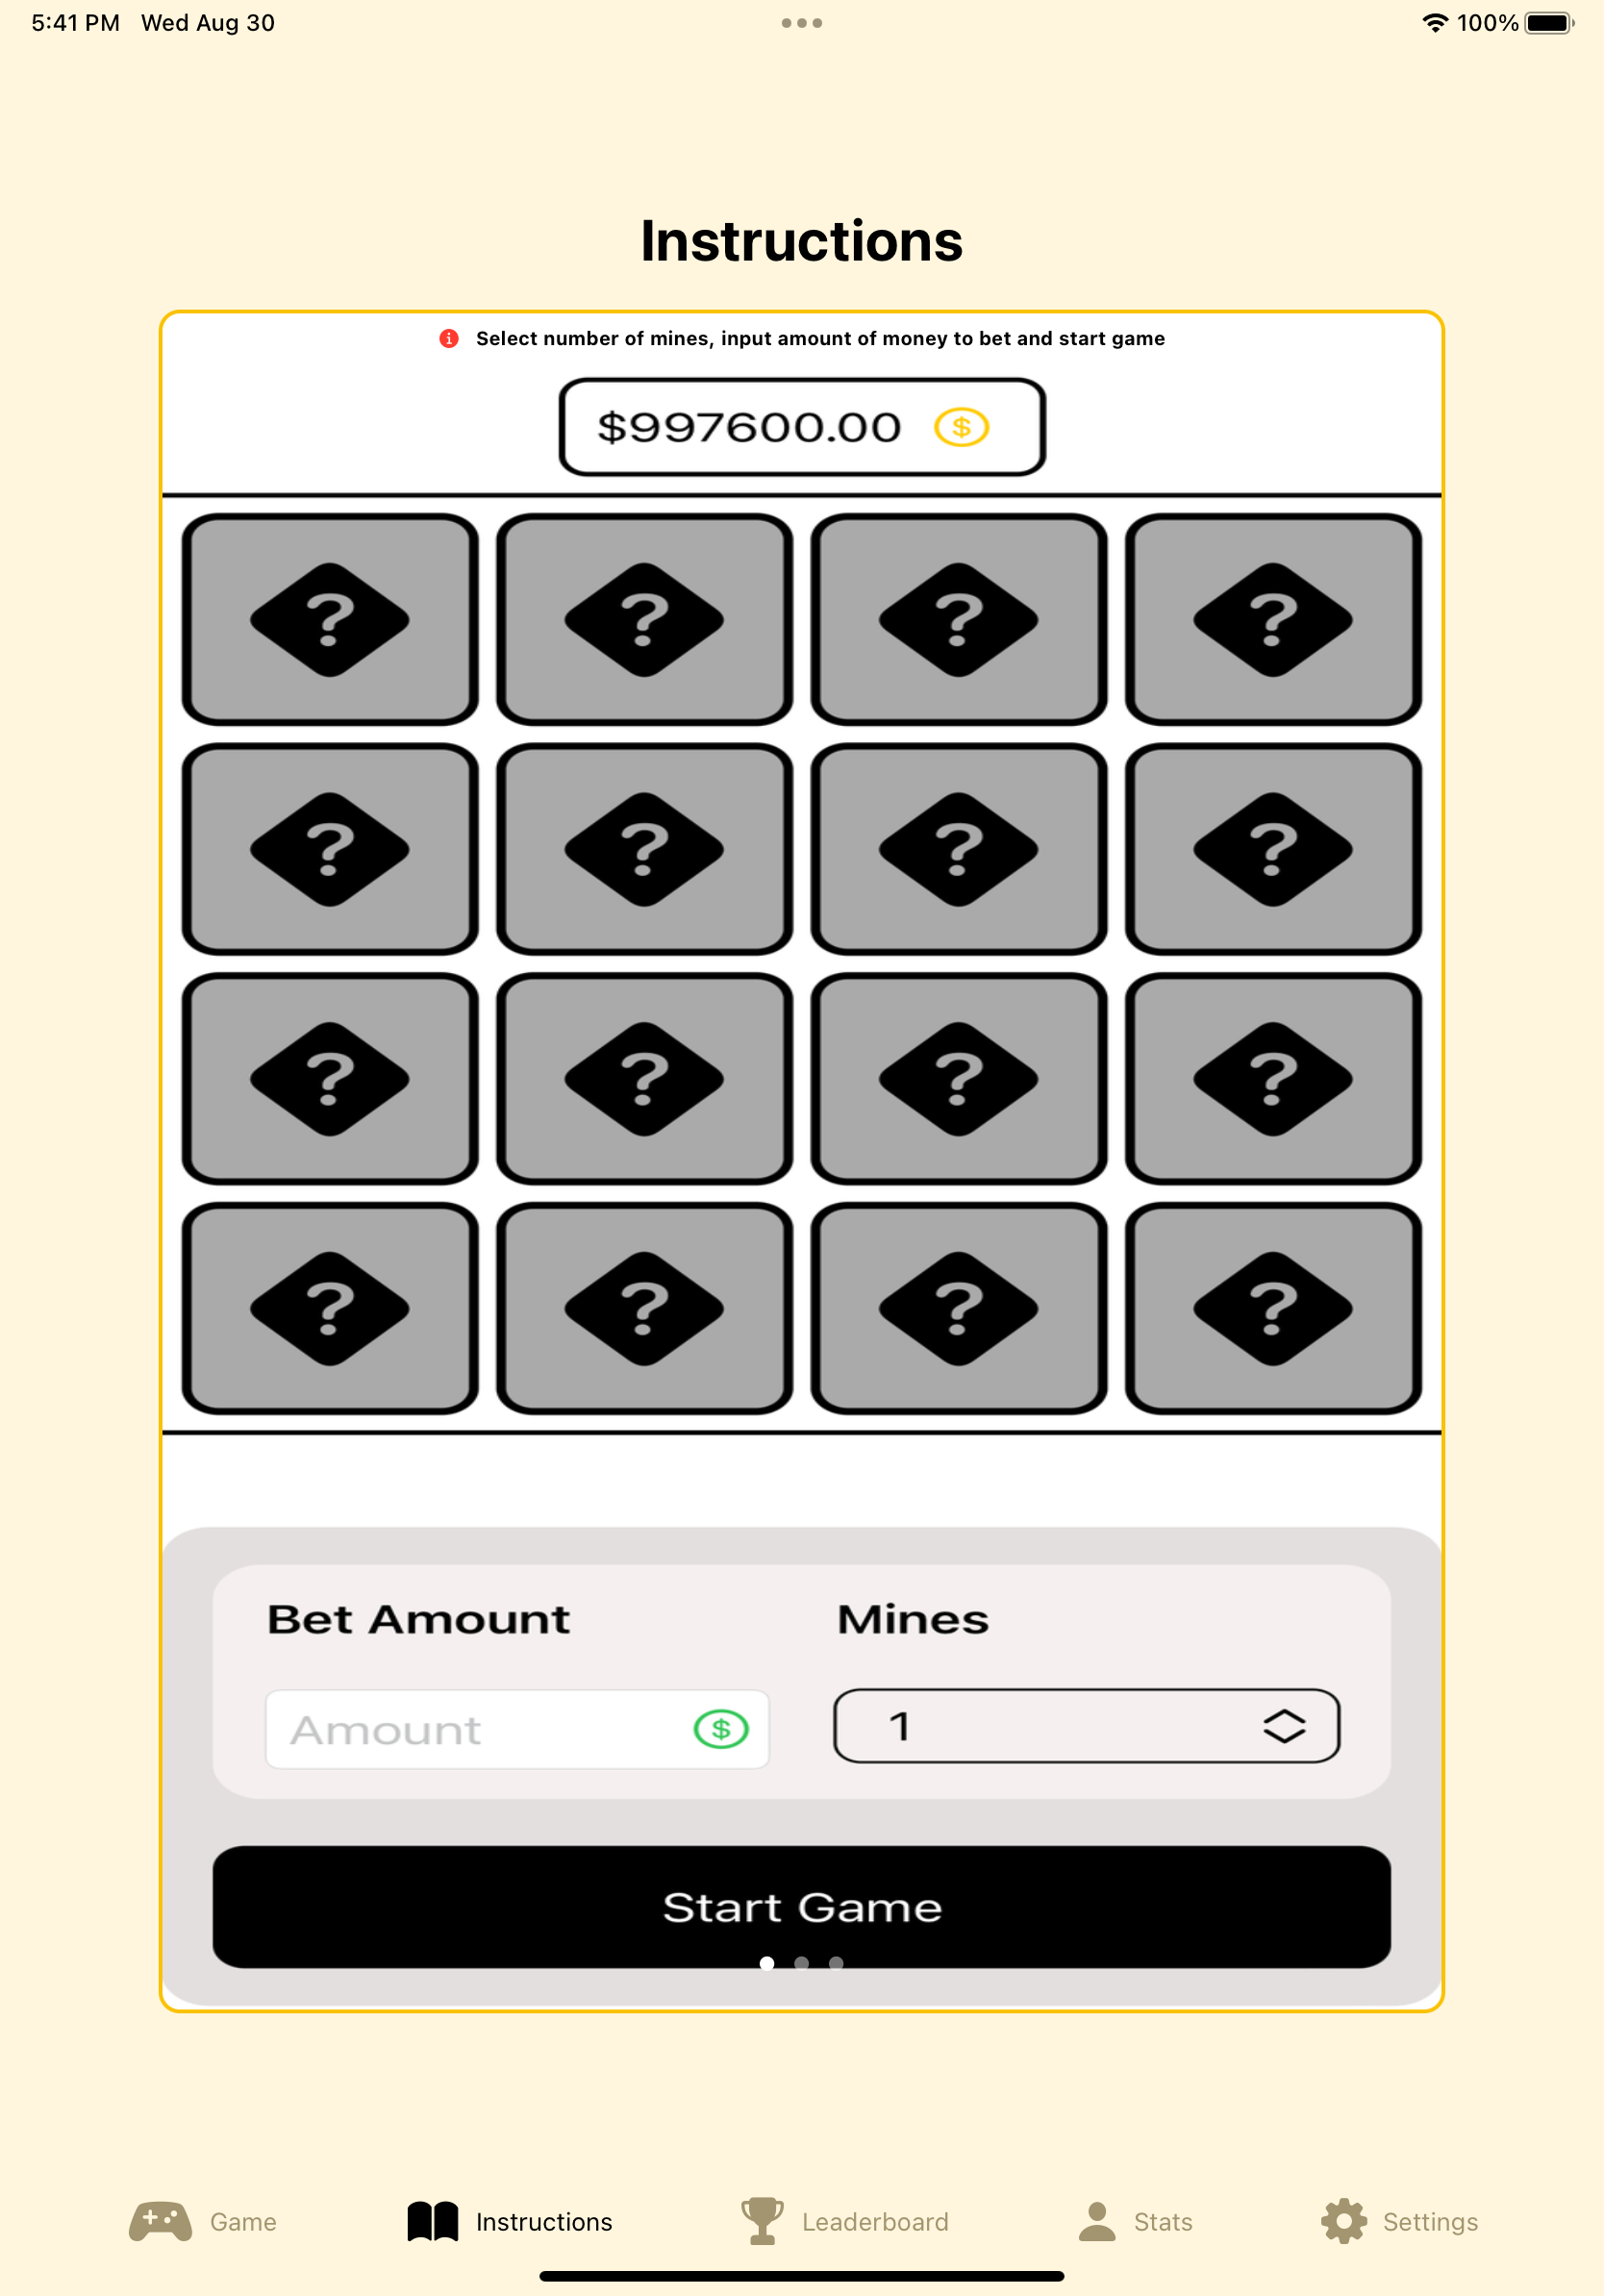 5:41 PM Wed Aug 30 100%
Instructions
Select number of mines, input amount of money to bet and start game
$997600.00 $
? ? ? ?
? ? ? ?
? ? ? ?
? ? ? ?
Bet Amount Mines
Amount $ 1
Start Game
Game Instructions Leaderboard Stats Settings